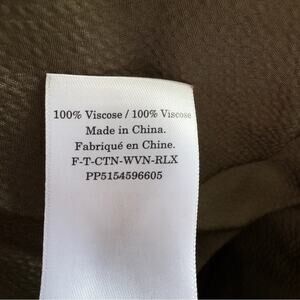 100% Viscose / 100% Viscose
Made in China.
Fabriqué en Chine.
F-T-CTN-WVN-RLX
PP5154596605